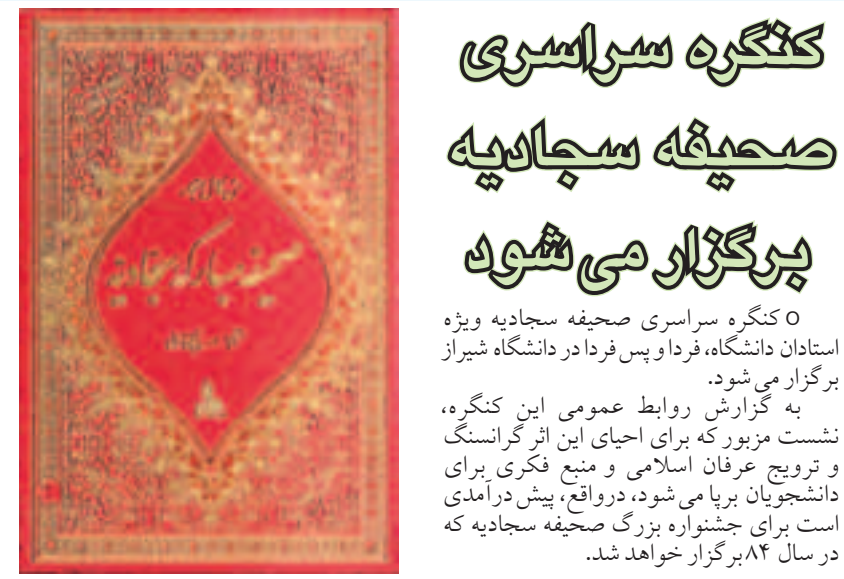 کنگره سراسری
صحیفه سجادیه
برگزار می شود
o کنگره سراسری صحیفه سجادیه ویژه
استادان دانشگاه، فردا و پس فردا در دانشگاه شیراز
برگزار می شود.
به گزارش روابط عمومی این کنگره،
نشست مزبور که برای احیای این اثر گرانسنگ
و ترویج عرفان اسلامی و منبع فکری برای
دانشجویان برپا می شود، درواقع، پیش درآمدی
است برای جشنواره بزرگ صحیفه سجادیه که
در سال ۸۴ برگزار خواهد شد.
صحیفه مبارکه سجادیه